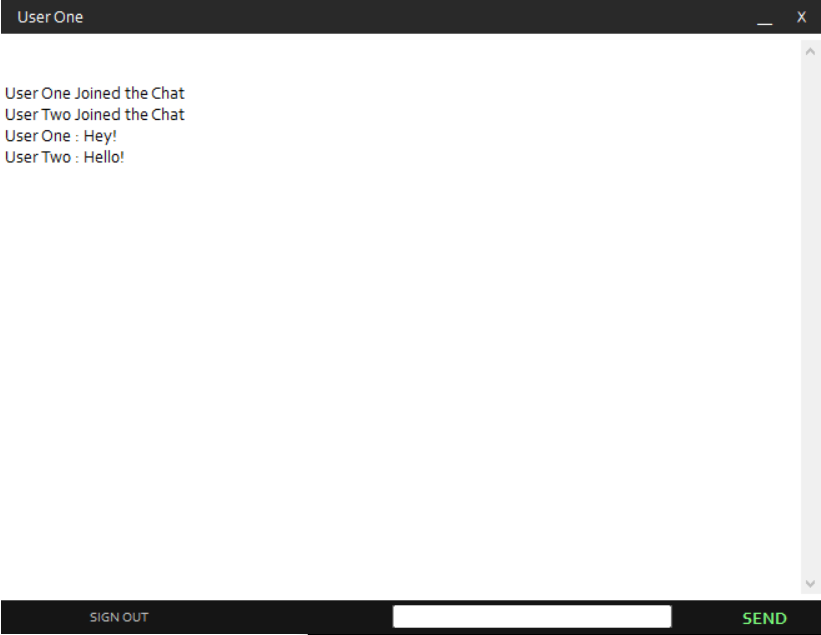 User One
__ X
User One Joined the Chat
User Two Joined the Chat
User One : Hey!
User Two : Hello!
SIGN OUT
SEND